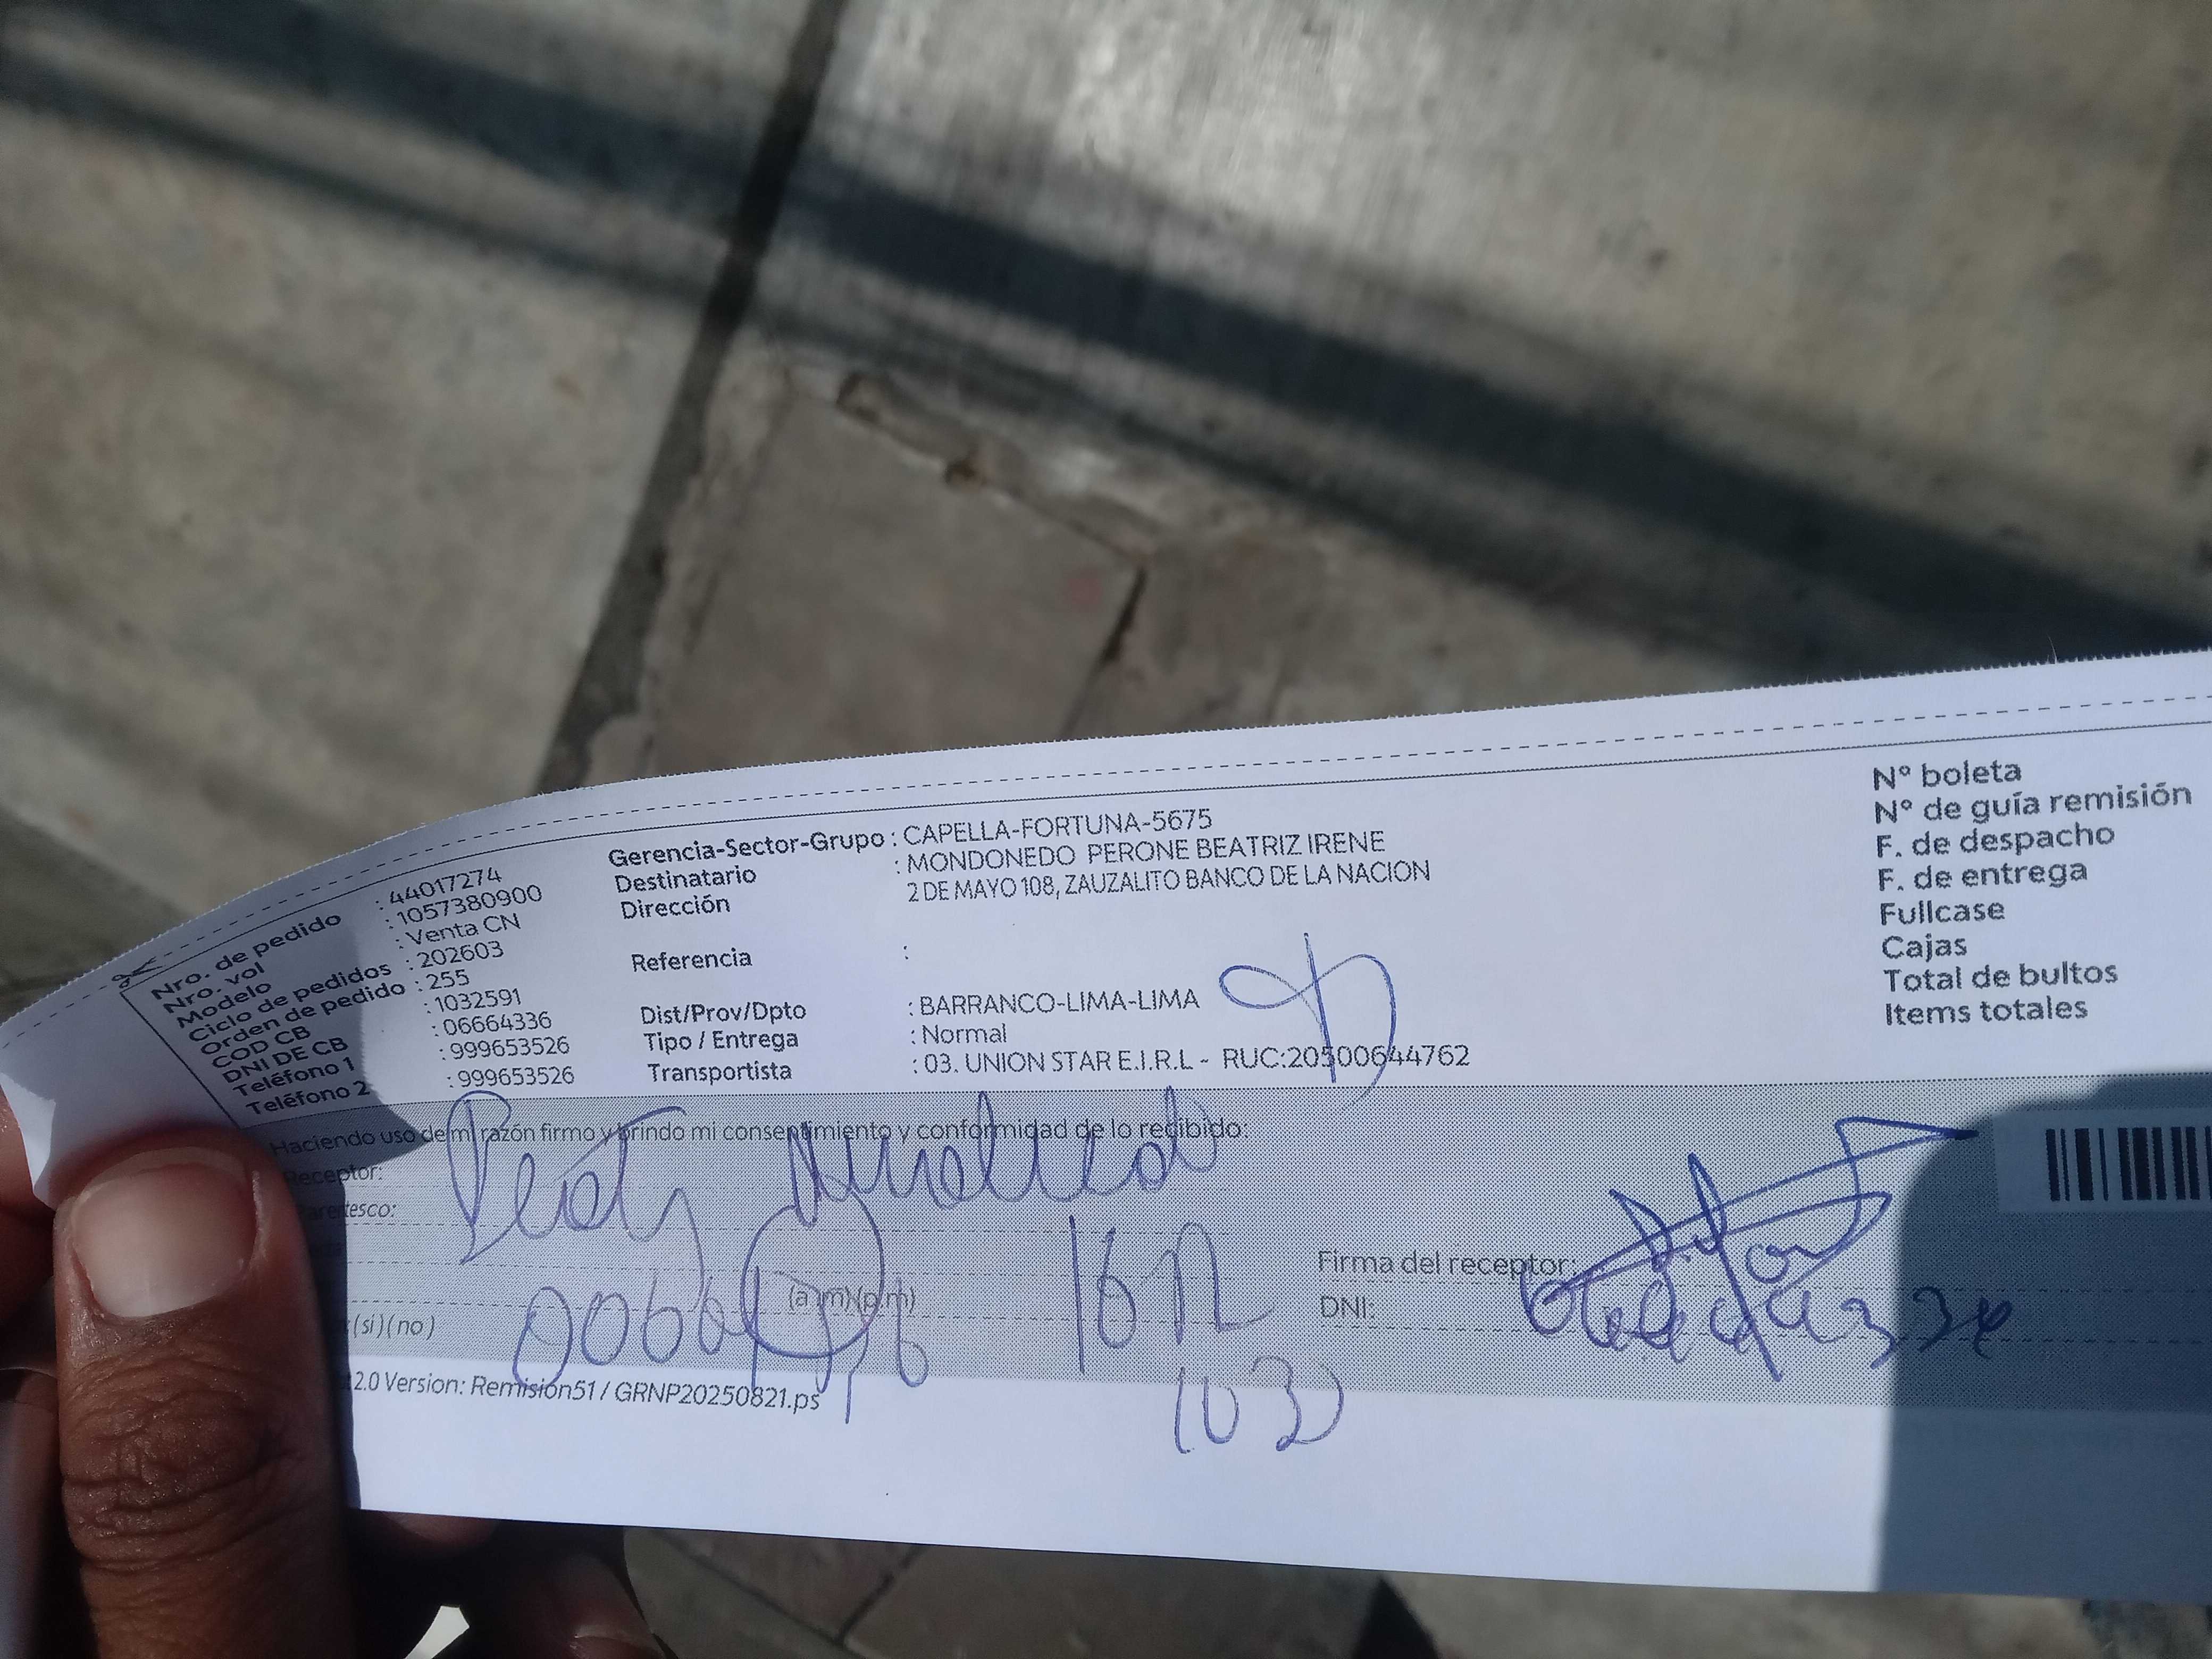 Nro. de pedido : 44017274
Nro. vol : 1057380900
Modelo : Venta CN
Ciclo de pedidos : 202603
Orden de pedido : 255
COD CB : 1032591
DNI DE CB : 06664336
Teléfono 1 : 999653526
Teléfono 2 : 999653526
Gerencia-Sector-Grupo : CAPELLA-FORTUNA-5675
Destinatario : MONDONEDO PERONE BEATRIZ IRENE
Dirección 2 DE MAYO 108, ZAUZALITO BANCO DE LA NACION
Referencia :
Dist/Prov/Dpto : BARRANCO-LIMA-LIMA
Tipo / Entrega : Normal
Transportista : 03. UNION STAR E.I.R.L - RUC:20500644762
N° boleta
N° de guía remisión
F. de despacho
F. de entrega
Fullcase
Cajas
Total de bultos
Items totales
Haciendo uso de mi razón firmo y brindo mi consentimiento y conformidad de lo recibido:
Receptor:
(a.m)(p.m)
Firma del receptor:
DNI:
(si)(no)
2.0 Version: Remision51 / GRNP20250821.ps